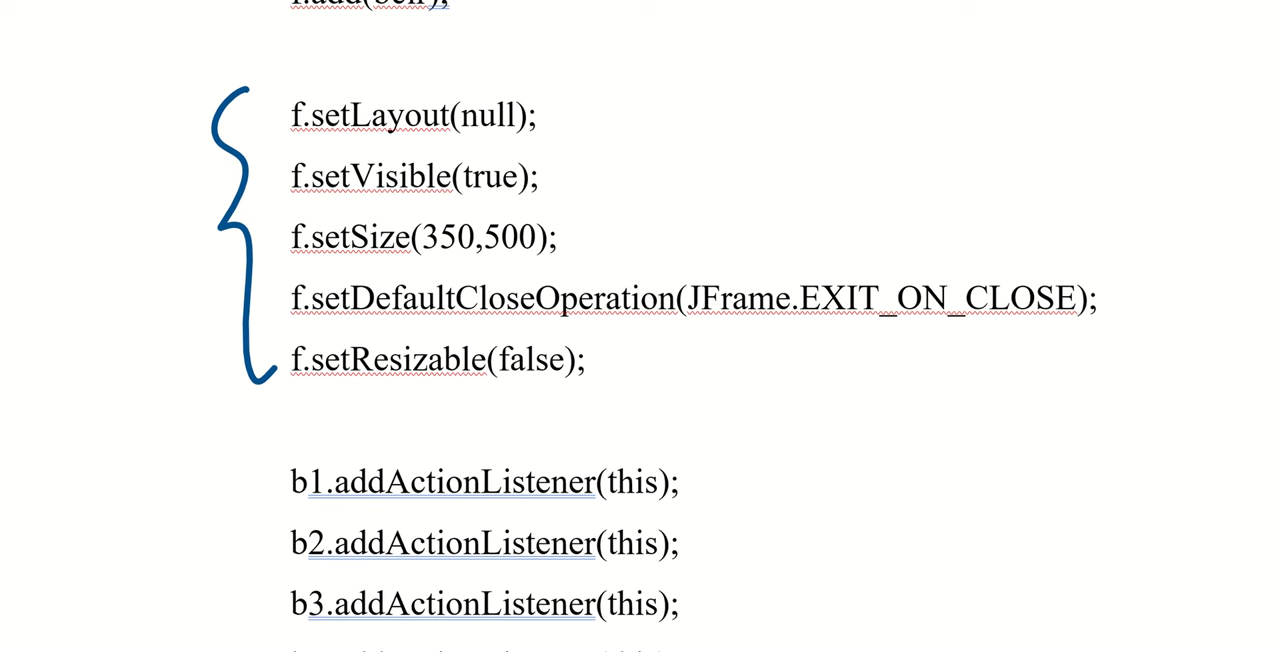 f.setLayout(null);
f.setVisible(true);
f.setSize(350,500);
f.setDefaultCloseOperation(JFrame.EXIT_ON_CLOSE);
f.setResizable(false);
b1.addActionListener(this);
b2.addActionListener(this);
b3.addActionListener(this);